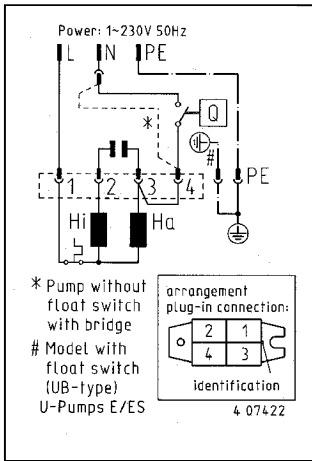 Power: 1~230V 50Hz
L N PE
Q
*
#
1 2 3 4 PE
Hi Ha
* Pump without
float switch
with bridge
# Model with
float switch
(UB-type)
U-Pumps E/ES
arrangement
plug-in connection:
2 1
4 3
identification
4 07422